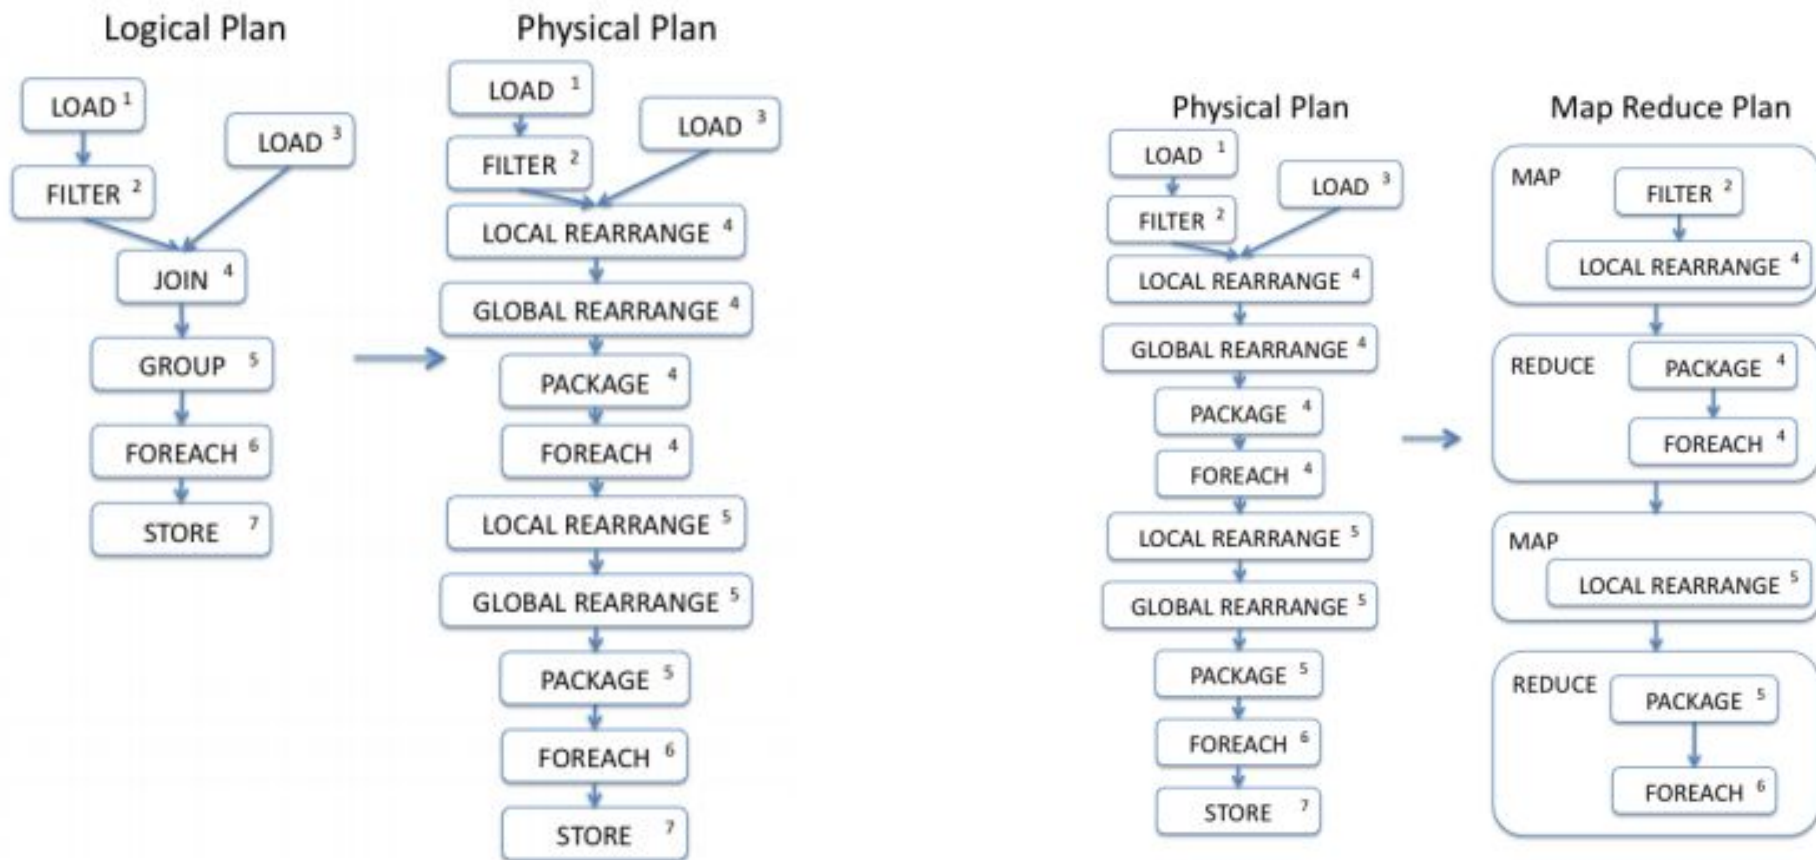 Logical Plan
LOAD 1
LOAD 3
FILTER 2
JOIN 4
GROUP 5
FOREACH 6
STORE 7
Physical Plan
LOAD 1
LOAD 3
FILTER 2
LOCAL REARRANGE 4
GLOBAL REARRANGE 4
PACKAGE 4
FOREACH 4
LOCAL REARRANGE 5
GLOBAL REARRANGE 5
PACKAGE 5
FOREACH 6
STORE 7
Physical Plan
LOAD 1
LOAD 3
FILTER 2
LOCAL REARRANGE 4
GLOBAL REARRANGE 4
PACKAGE 4
FOREACH 4
LOCAL REARRANGE 5
GLOBAL REARRANGE 5
PACKAGE 5
FOREACH 6
STORE 7
Map Reduce Plan
MAP
FILTER 2
LOCAL REARRANGE 4
REDUCE
PACKAGE 4
FOREACH 4
MAP
LOCAL REARRANGE 5
REDUCE
PACKAGE 5
FOREACH 6